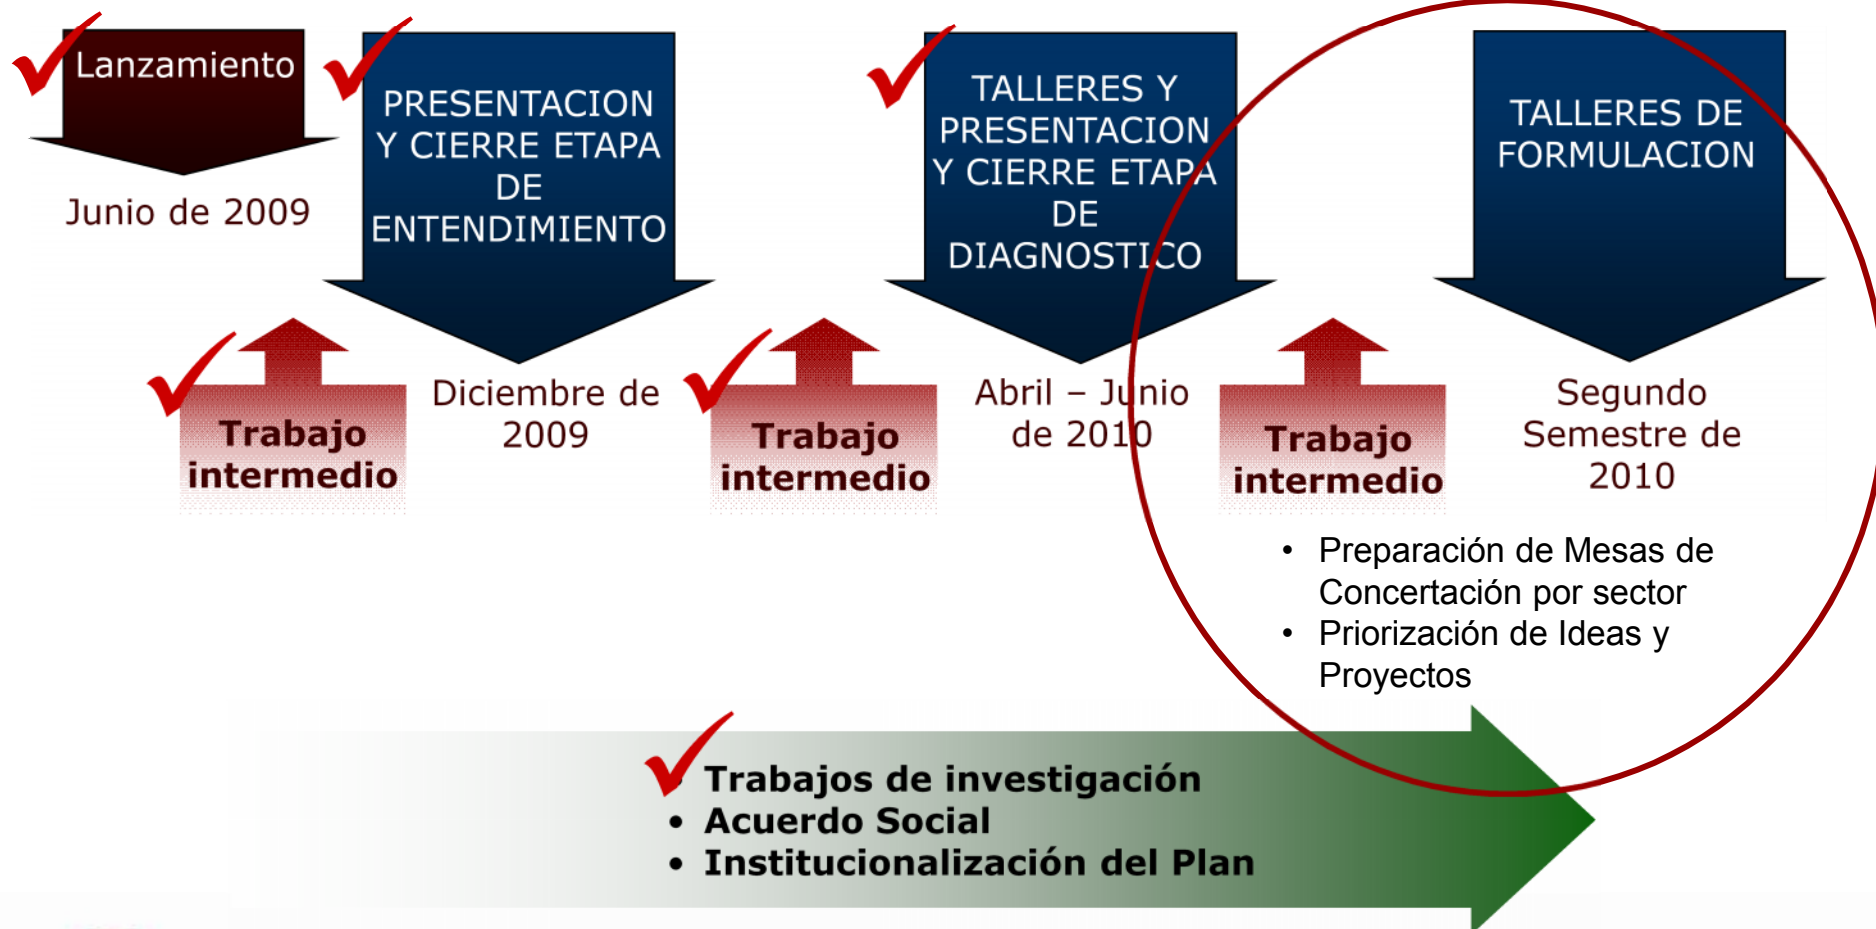 Lanzamiento
Junio de 2009
PRESENTACION
Y CIERRE ETAPA
DE
ENTENDIMIENTO
Diciembre de
2009
TALLERES Y
PRESENTACION
Y CIERRE ETAPA
DE
DIAGNOSTICO
Abril – Junio
de 2010
TALLERES DE
FORMULACION
Segundo
Semestre de
2010
Trabajo
intermedio
Trabajo
intermedio
Trabajo
intermedio
• Preparación de Mesas de
Concertación por sector
• Priorización de Ideas y
Proyectos
• Trabajos de investigación
• Acuerdo Social
• Institucionalización del Plan